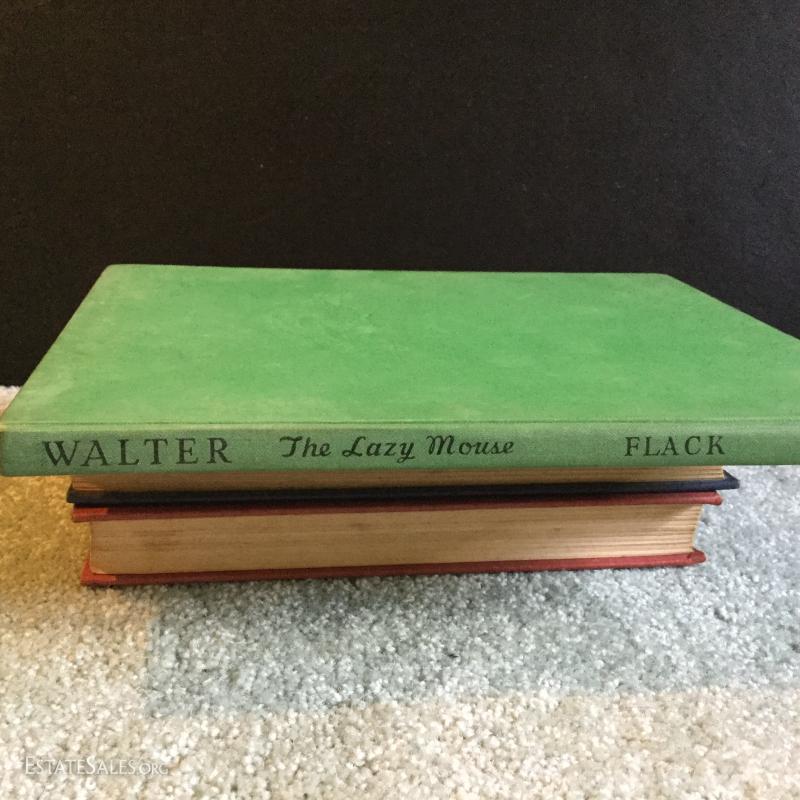 WALTER The Lazy Mouse FLACK
ESTATESALES.ORG